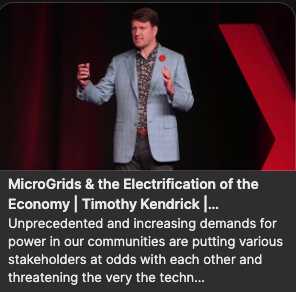 MicroGrids & the Electrification of the
Economy | Timothy Kendrick |...
Unprecedented and increasing demands for
power in our communities are putting various
stakeholders at odds with each other and
threatening the very the techn...